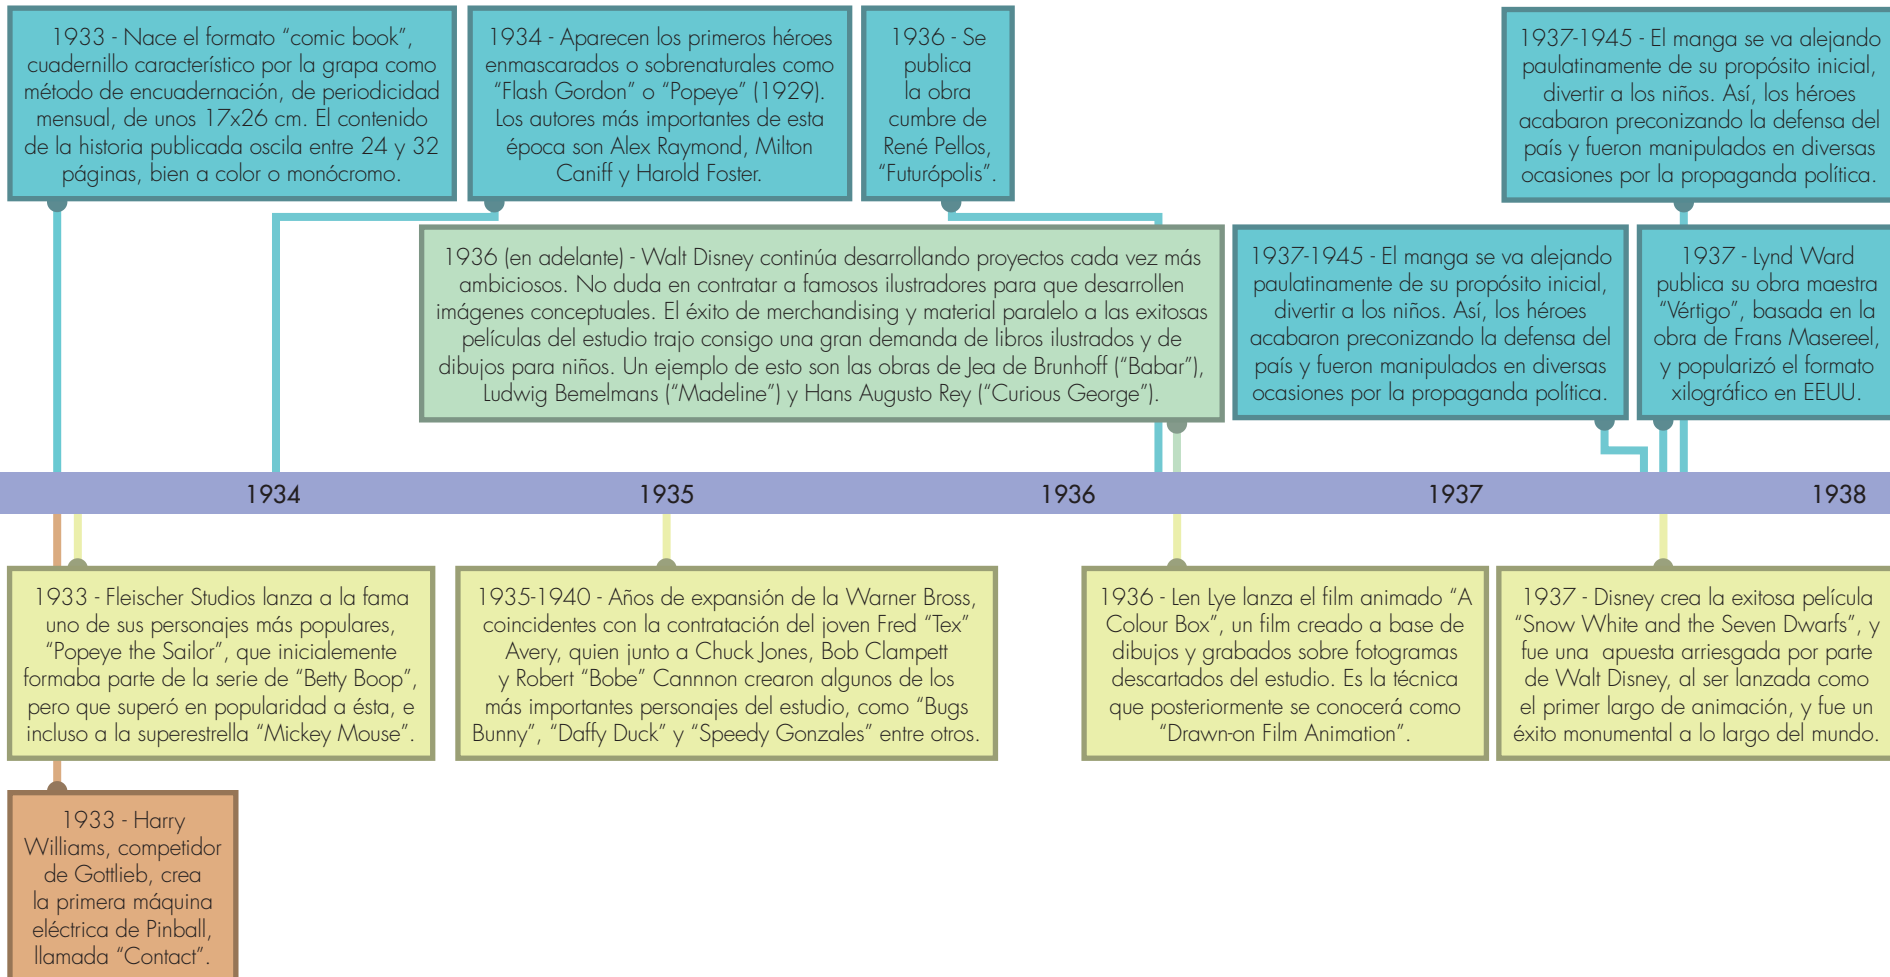 1933 - Nace el formato “comic book”,
cuadernillo característico por la grapa como
método de encuadernación, de periodicidad
mensual, de unos 17x26 cm. El contenido
de la historia publicada oscila entre 24 y 32
páginas, bien a color o monócromo.
1934 - Aparecen los primeros héroes
enmascarados o sobrenaturales como
“Flash Gordon” o “Popeye” (1929).
Los autores más importantes de esta
época son Alex Raymond, Milton
Caniff y Harold Foster.
1936 - Se
publica
la obra
cumbre de
René Pellos,
“Futurópolis”.
1937-1945 - El manga se va alejando
paulatinamente de su propósito inicial,
divertir a los niños. Así, los héroes
acabaron preconizando la defensa del
país y fueron manipulados en diversas
ocasiones por la propaganda política.
1936 (en adelante) - Walt Disney continúa desarrollando proyectos cada vez más
ambiciosos. No duda en contratar a famosos ilustradores para que desarrollen
imágenes conceptuales. El éxito de merchandising y material paralelo a las exitosas
películas del estudio trajo consigo una gran demanda de libros ilustrados y de
dibujos para niños. Un ejemplo de esto son las obras de Jea de Brunhoff (“Babar”),
Ludwig Bemelmans (“Madeline”) y Hans Augusto Rey (“Curious George”).
1937-1945 - El manga se va alejando
paulatinamente de su propósito inicial,
divertir a los niños. Así, los héroes
acabaron preconizando la defensa del
país y fueron manipulados en diversas
ocasiones por la propaganda política.
1937 - Lynd Ward
publica su obra maestra
“Vértigo”, basada en la
obra de Frans Masereel,
y popularizó el formato
xilográfico en EEUU.
1934
1935
1936
1937
1938
1933 - Fleischer Studios lanza a la fama
uno de sus personajes más populares,
“Popeye the Sailor”, que inicialemente
formaba parte de la serie de “Betty Boop”,
pero que superó en popularidad a ésta, e
incluso a la superestrella “Mickey Mouse”.
1935-1940 - Años de expansión de la Warner Bross,
coincidentes con la contratación del joven Fred “Tex”
Avery, quien junto a Chuck Jones, Bob Clampett
y Robert “Bobe” Cannnon crearon algunos de los
más importantes personajes del estudio, como “Bugs
Bunny”, “Daffy Duck” y “Speedy Gonzales” entre otros.
1936 - Len Lye lanza el film animado “A
Colour Box”, un film creado a base de
dibujos y grabados sobre fotogramas
descartados del estudio. Es la técnica
que posteriormente se conocerá como
“Drawn-on Film Animation”.
1937 - Disney crea la exitosa película
“Snow White and the Seven Dwarfs”, y
fue una apuesta arriesgada por parte
de Walt Disney, al ser lanzada como
el primer largo de animación, y fue un
éxito monumental a lo largo del mundo.
1933 - Harry
Williams, competidor
de Gottlieb, crea
la primera máquina
eléctrica de Pinball,
llamada “Contact”.